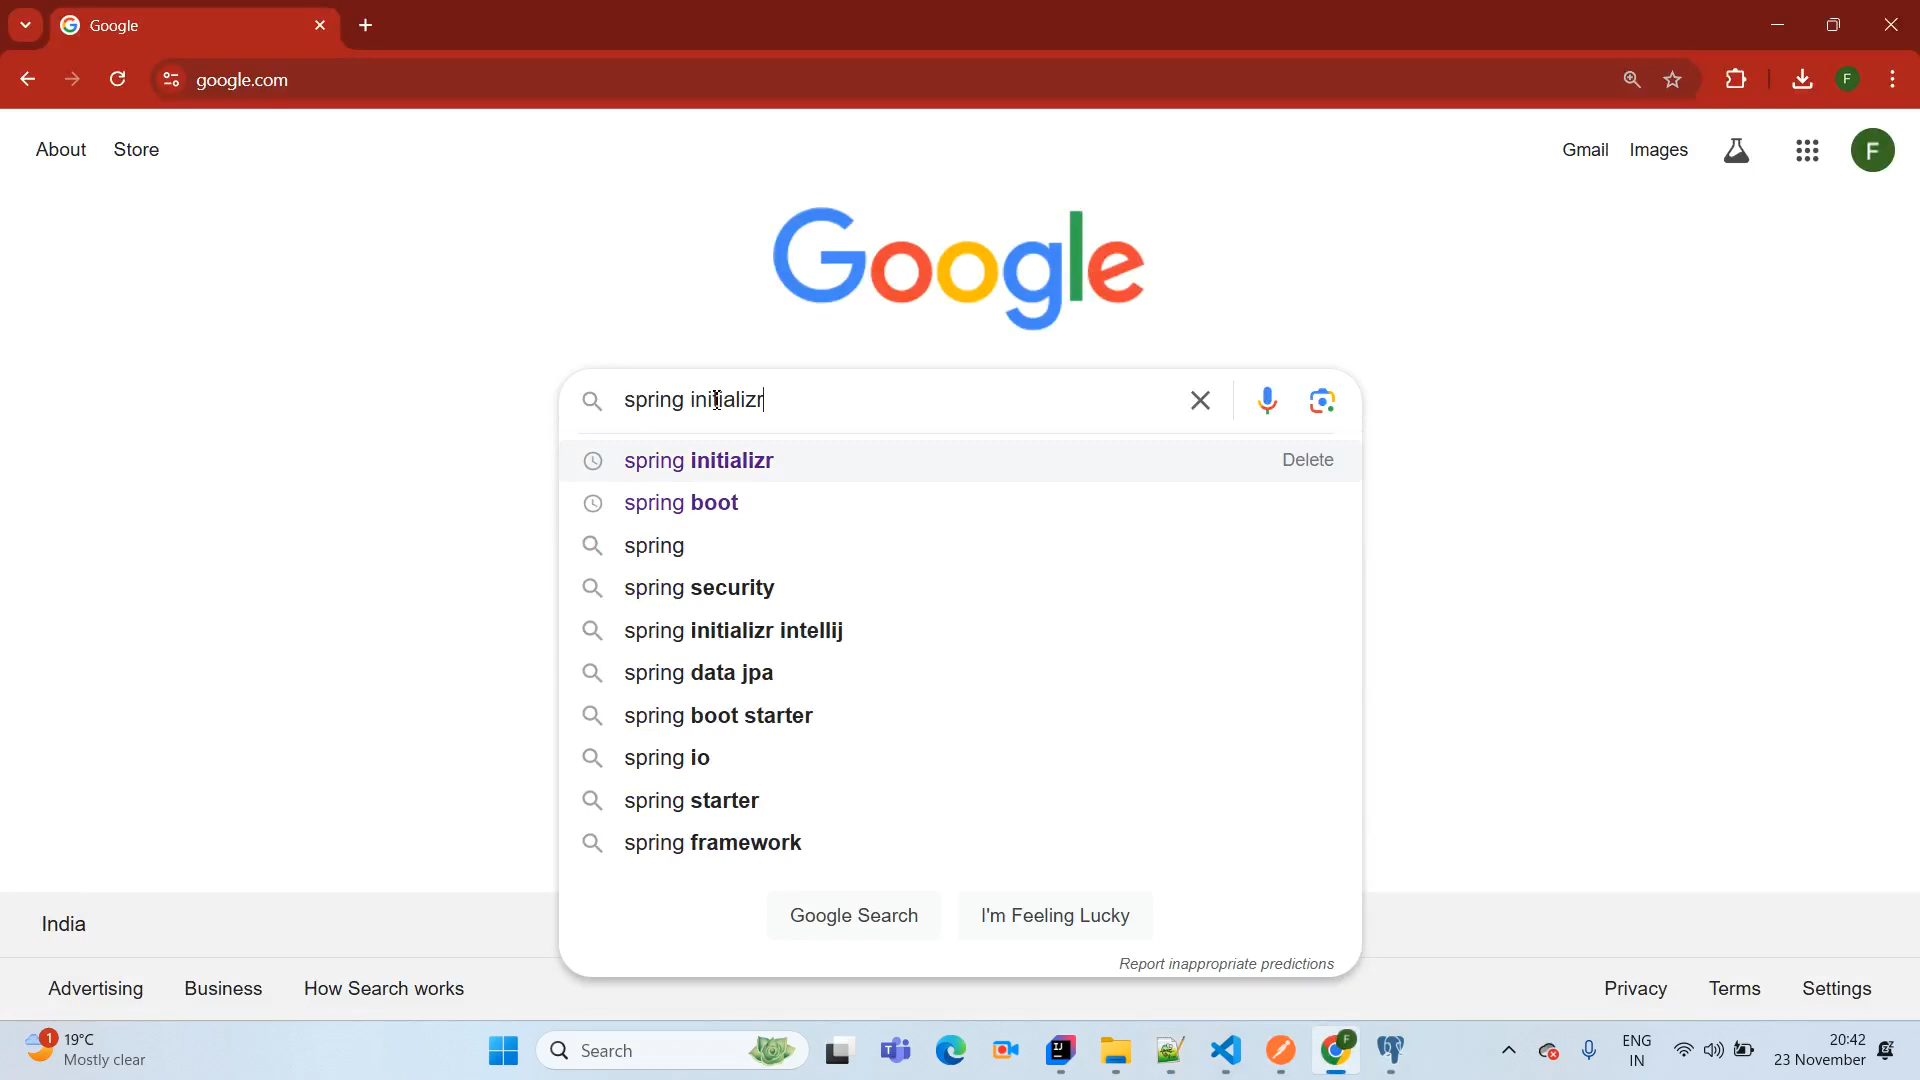 Google
google.com
About
Store
Gmail
Images
F
Google
spring initializr
spring initializr
Delete
spring boot
spring
spring security
spring initializr intellij
spring data jpa
spring boot starter
spring io
spring starter
spring framework
Google Search
I'm Feeling Lucky
Report inappropriate predictions
India
Advertising
Business
How Search works
Privacy
Terms
Settings
1
19°C
Mostly clear
Search
ENG
IN
20:42
23 November